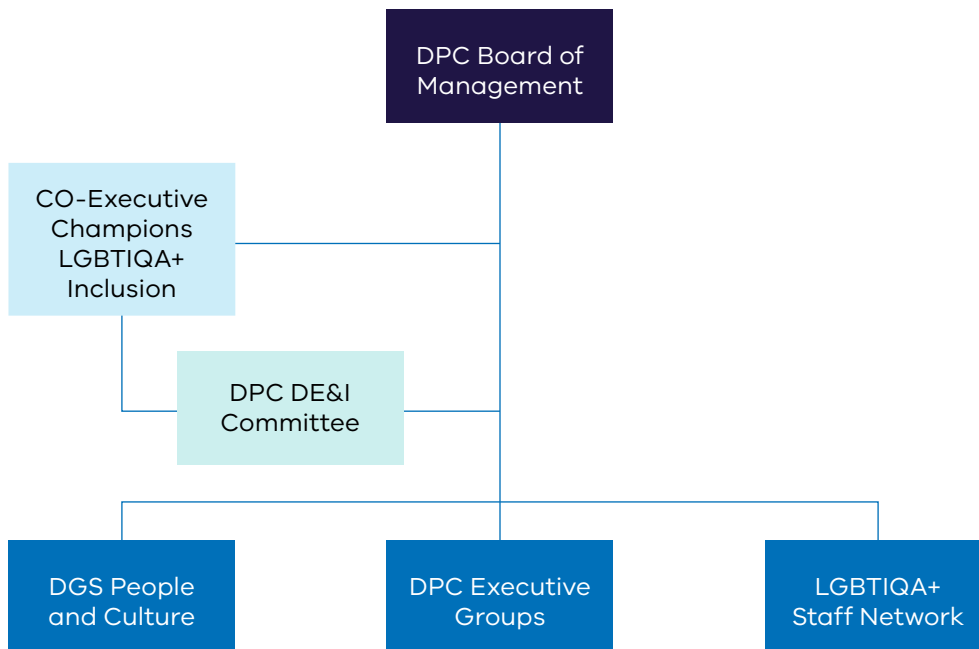 DPC Board of
Management
CO-Executive
Champions
LGBTIQA+
Inclusion
DPC DE&I
Committee
DGS People
and Culture
DPC Executive
Groups
LGBTIQA+
Staff Network